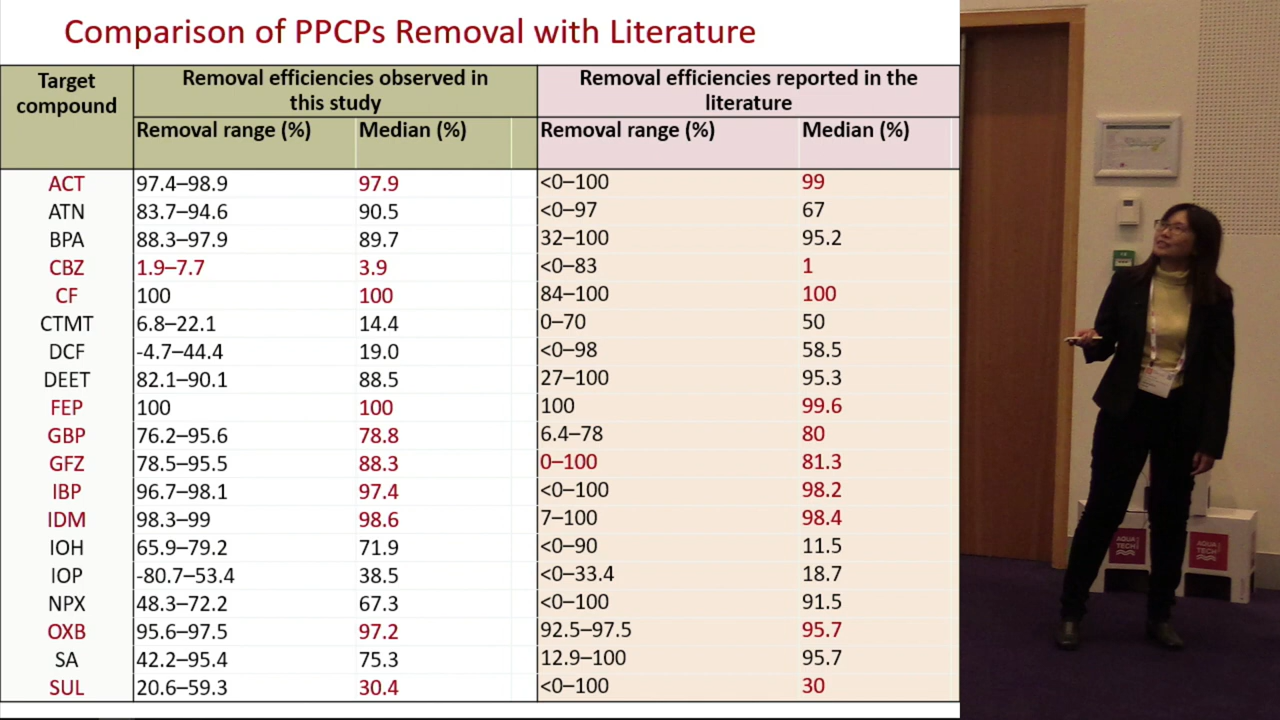 Comparison of PPCPs Removal with Literature
Target compound
Removal efficiencies observed in this study
Removal efficiencies reported in the literature
Removal range (%) Median (%) Removal range (%) Median (%)
ACT 97.4–98.9 97.9 <0–100 99
ATN 83.7–94.6 90.5 <0–97 67
BPA 88.3–97.9 89.7 32–100 95.2
CBZ 1.9–7.7 3.9 <0–83 1
CF 100 100 84–100 100
CTMT 6.8–22.1 14.4 0–70 50
DCF -4.7–44.4 19.0 <0–98 58.5
DEET 82.1–90.1 88.5 27–100 95.3
FEP 100 100 100 99.6
GBP 76.2–95.6 78.8 6.4–78 80
GFZ 78.5–95.5 88.3 0–100 81.3
IBP 96.7–98.1 97.4 <0–100 98.2
IDM 98.3–99 98.6 7–100 98.4
IOH 65.9–79.2 71.9 <0–90 11.5
IOP -80.7–53.4 38.5 <0–33.4 18.7
NPX 48.3–72.2 67.3 <0–100 91.5
OXB 95.6–97.5 97.2 92.5–97.5 95.7
SA 42.2–95.4 75.3 12.9–100 95.7
SUL 20.6–59.3 30.4 <0–100 30
AQUA
TECH
AQUA
TECH